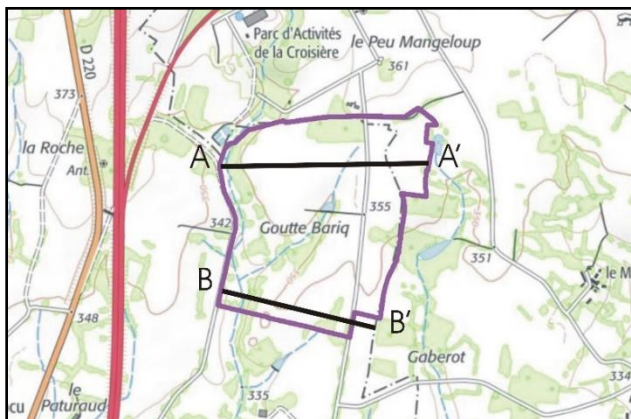 Parc d'Activités
de la Croisière
le Peu Mangeloup
361
D 220
373
la Roche
Ant.
A
A'
342
355
Goutte Bariq
351
le M
B
B'
348
Gaberot
335
334
le
Paturaud
cu